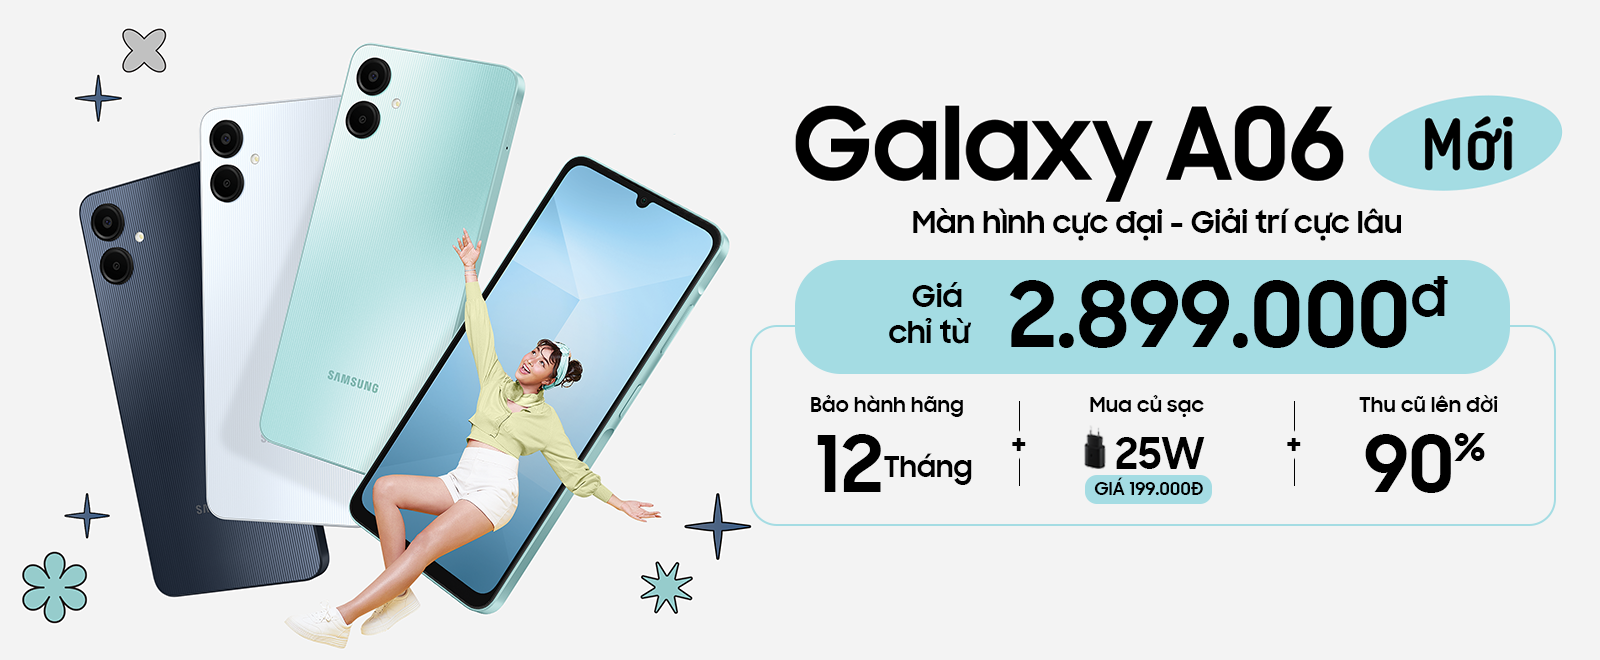 Galaxy A06 Mới
Màn hình cực đại - Giải trí cực lâu
Giá
chỉ từ
2.899.000đ
Bảo hành hãng
12 Tháng
+
Mua củ sạc
25W
GIÁ 199.000Đ
+
Thu cũ lên đời
90%
SAMSUNG
SA